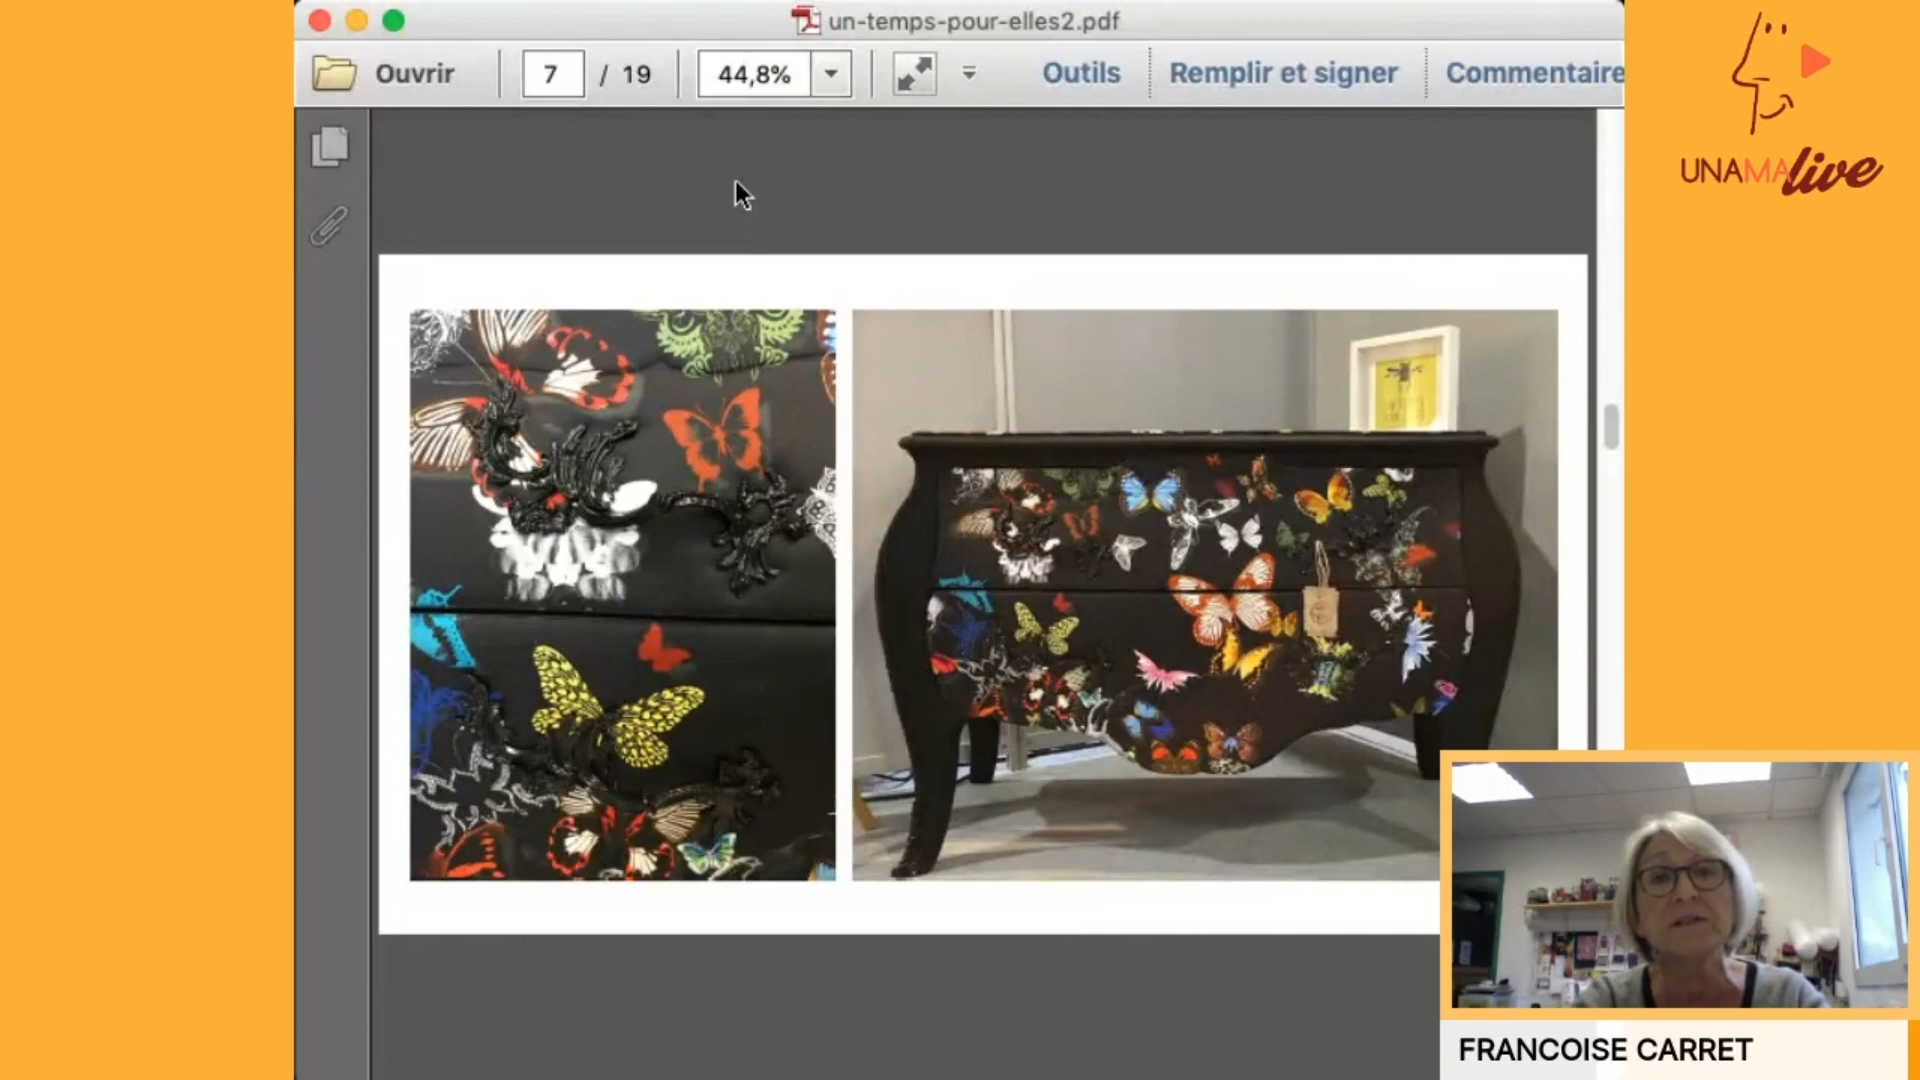 un-temps-pour-elles2.pdf
Ouvrir
7 / 19
44,8%
Outils
Remplir et signer
Commentaire
UNAMAlive
FRANCOISE CARRET